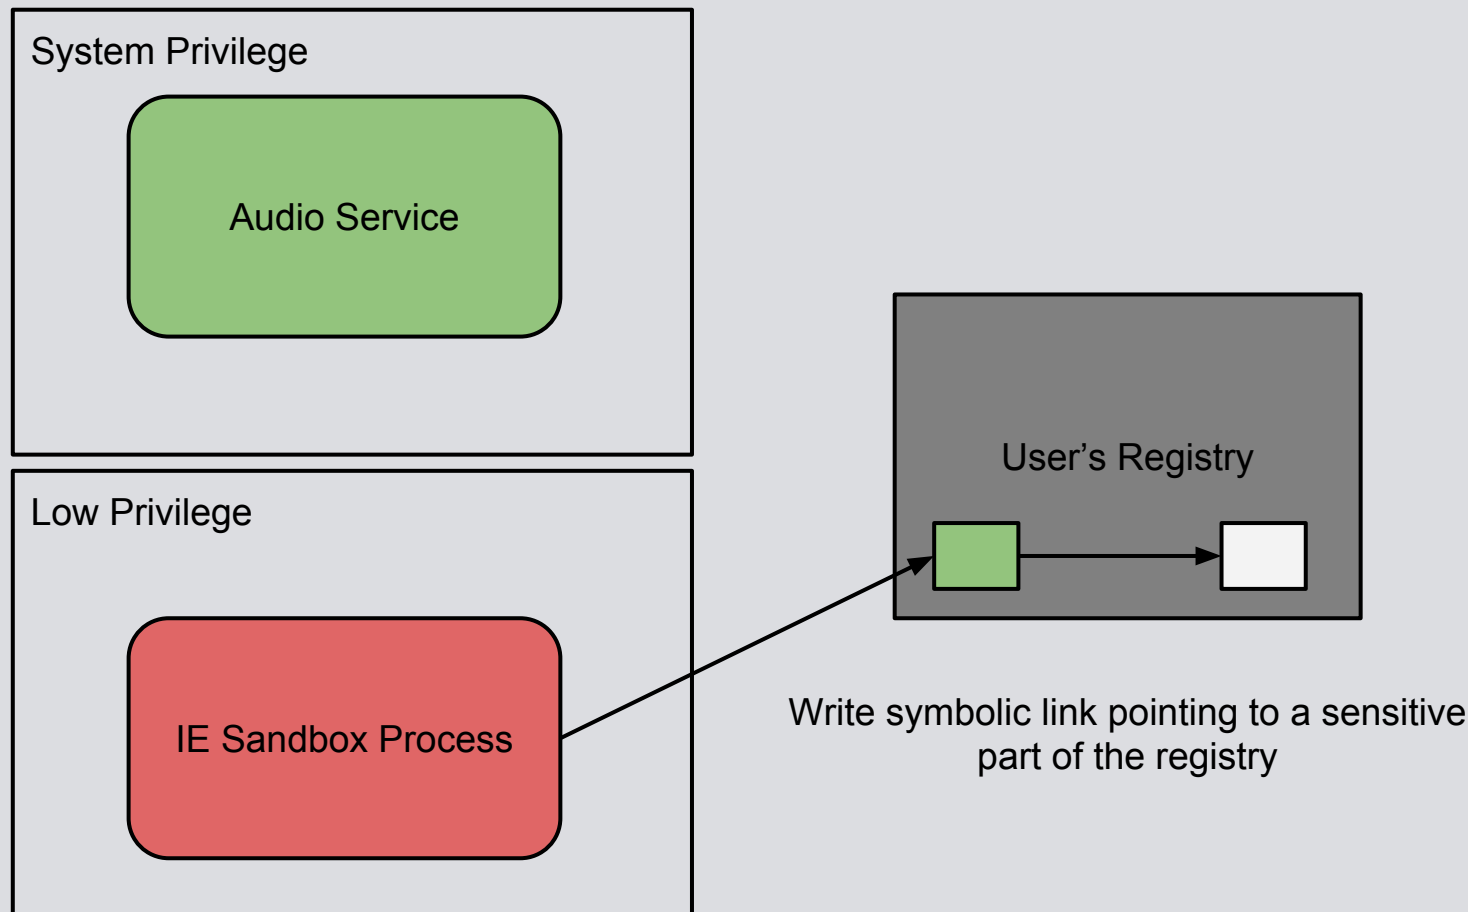 System Privilege
Audio Service
User’s Registry
Low Privilege
IE Sandbox Process
Write symbolic link pointing to a sensitive
part of the registry